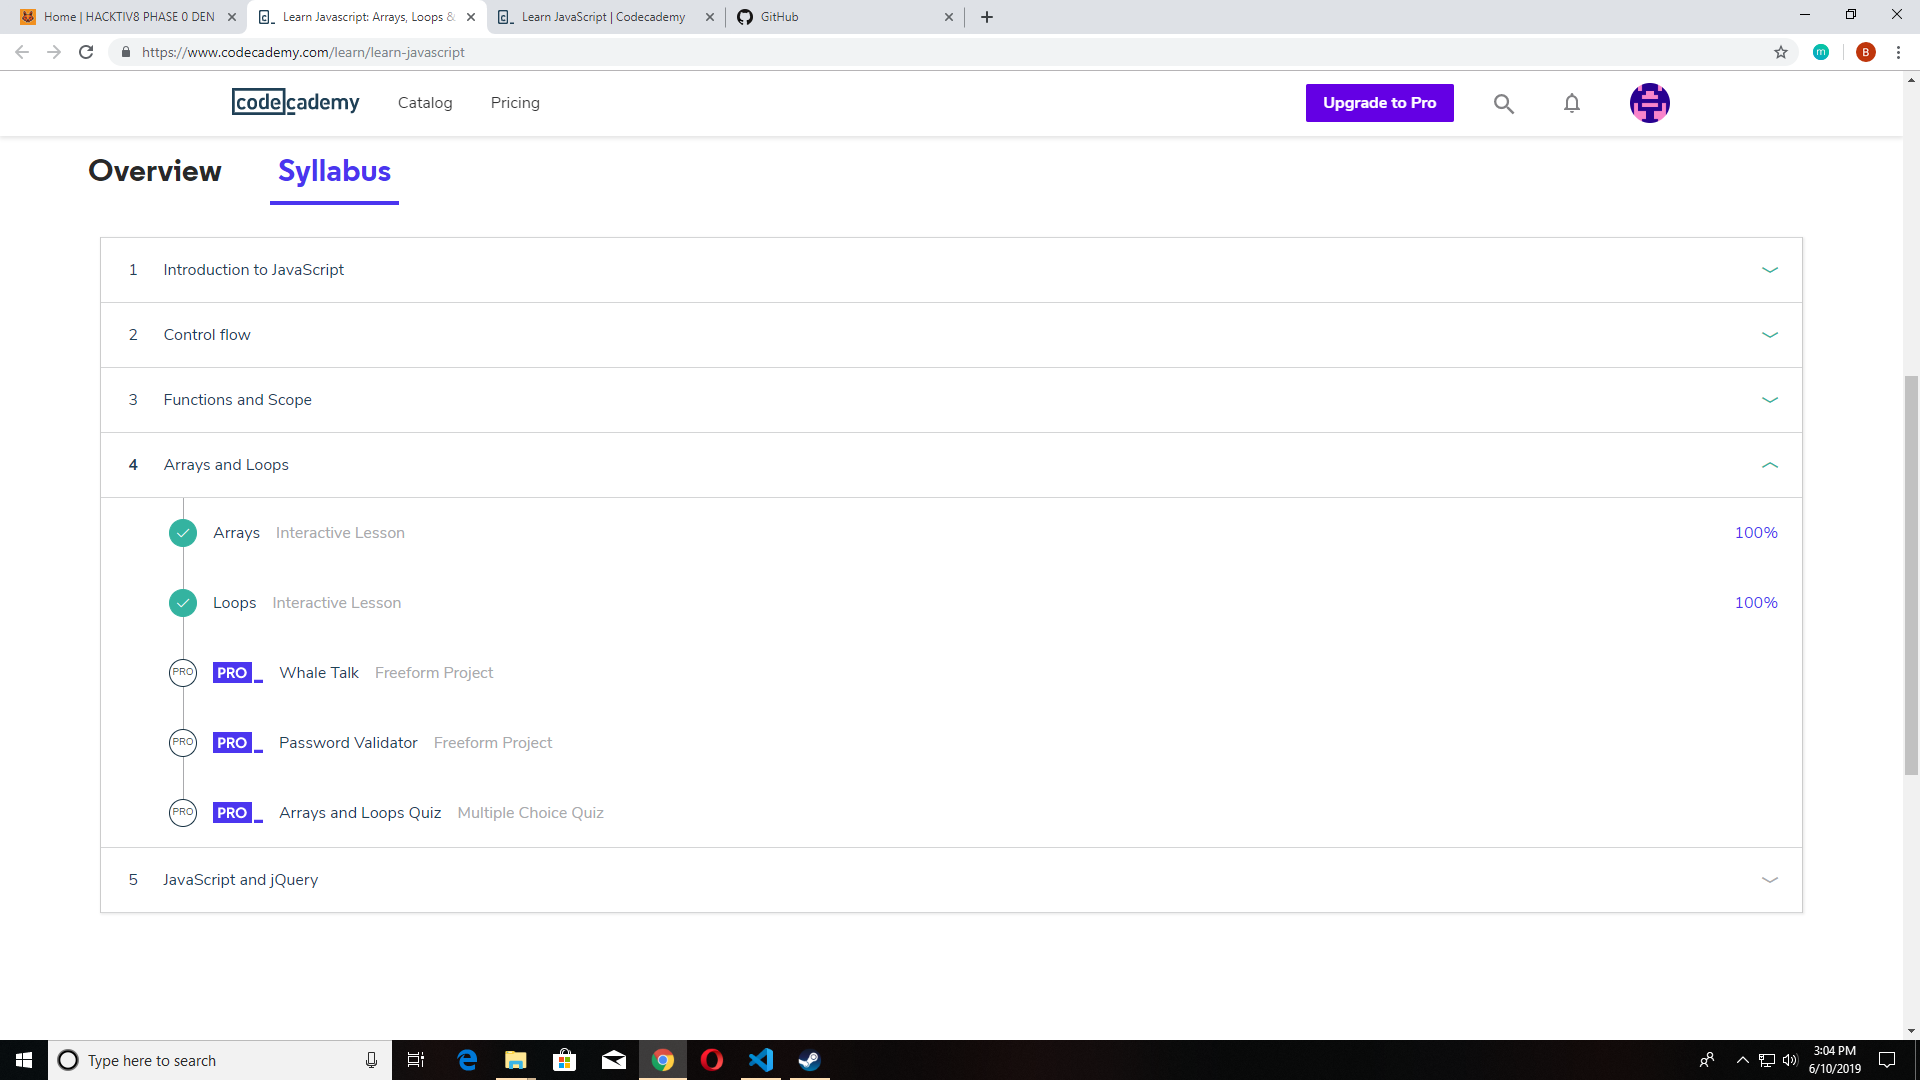 Home | HACKTIV8 PHASE 0 DEN
Learn Javascript: Arrays, Loops &
Learn JavaScript | Codecademy
GitHub
https://www.codecademy.com/learn/learn-javascript
m
B
codecademy
Catalog
Pricing
Upgrade to Pro
Overview
Syllabus
1 Introduction to JavaScript
2 Control flow
3 Functions and Scope
4 Arrays and Loops
Arrays Interactive Lesson 100%
Loops Interactive Lesson 100%
PRO PRO_ Whale Talk Freeform Project
PRO PRO_ Password Validator Freeform Project
PRO PRO_ Arrays and Loops Quiz Multiple Choice Quiz
5 JavaScript and jQuery
Type here to search
3:04 PM
6/10/2019